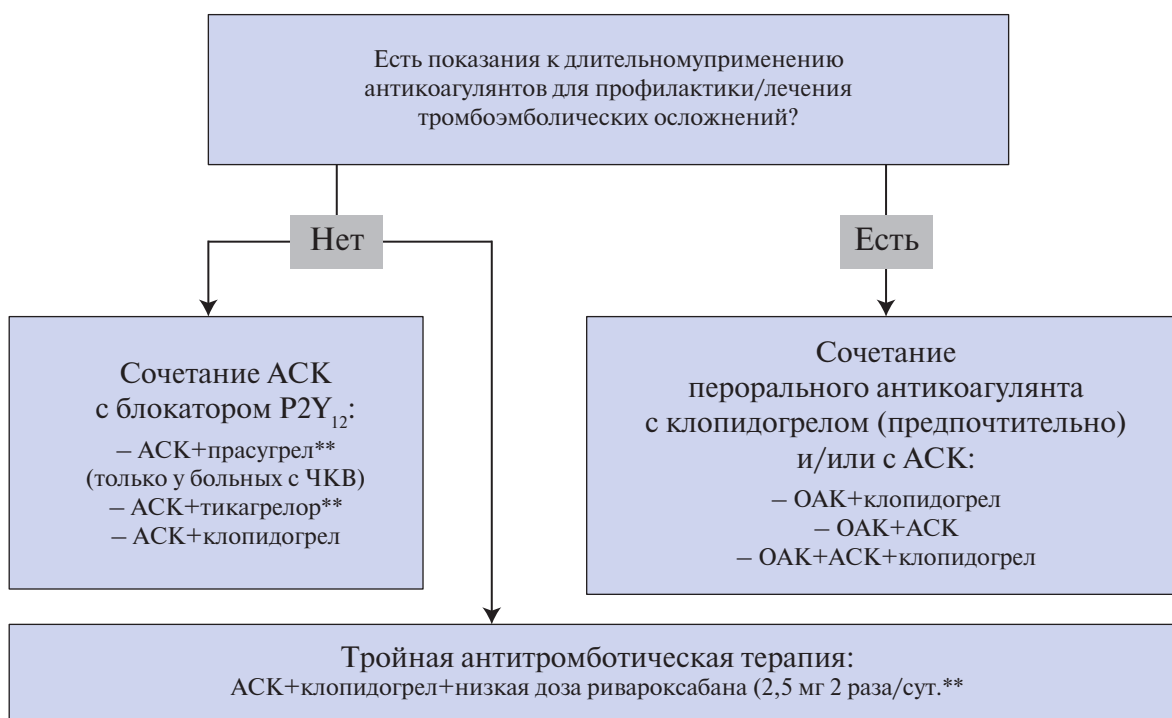 Есть показания к длительномуприменению
антикоагулянтов для профилактики/лечения
тромбоэмболических осложнений?
Нет
Есть
Сочетание АСК
с блокатором P2Y₁₂:
– АСК+прасугрел**
(только у больных с ЧКВ)
– АСК+тикагрелор**
– АСК+клопидогрел
Сочетание
перорального антикоагулянта
с клопидогрелом (предпочтительно)
и/или с АСК:
– ОАК+клопидогрел
– ОАК+АСК
– ОАК+АСК+клопидогрел
Тройная антитромботическая терапия:
АСК+клопидогрел+низкая доза ривароксабана (2,5 мг 2 раза/сут.**